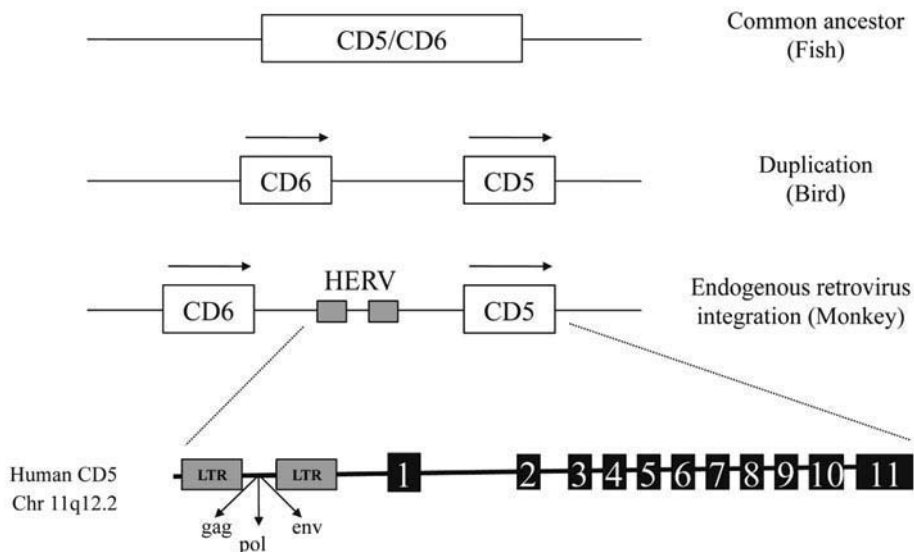 CD5/CD6
Common ancestor
(Fish)
CD6
CD5
Duplication
(Bird)
CD6
HERV
CD5
Endogenous retrovirus
integration (Monkey)
Human CD5
Chr 11q12.2
LTR
LTR
1
2
3
4
5
6
7
8
9
10
11
gag
pol
env